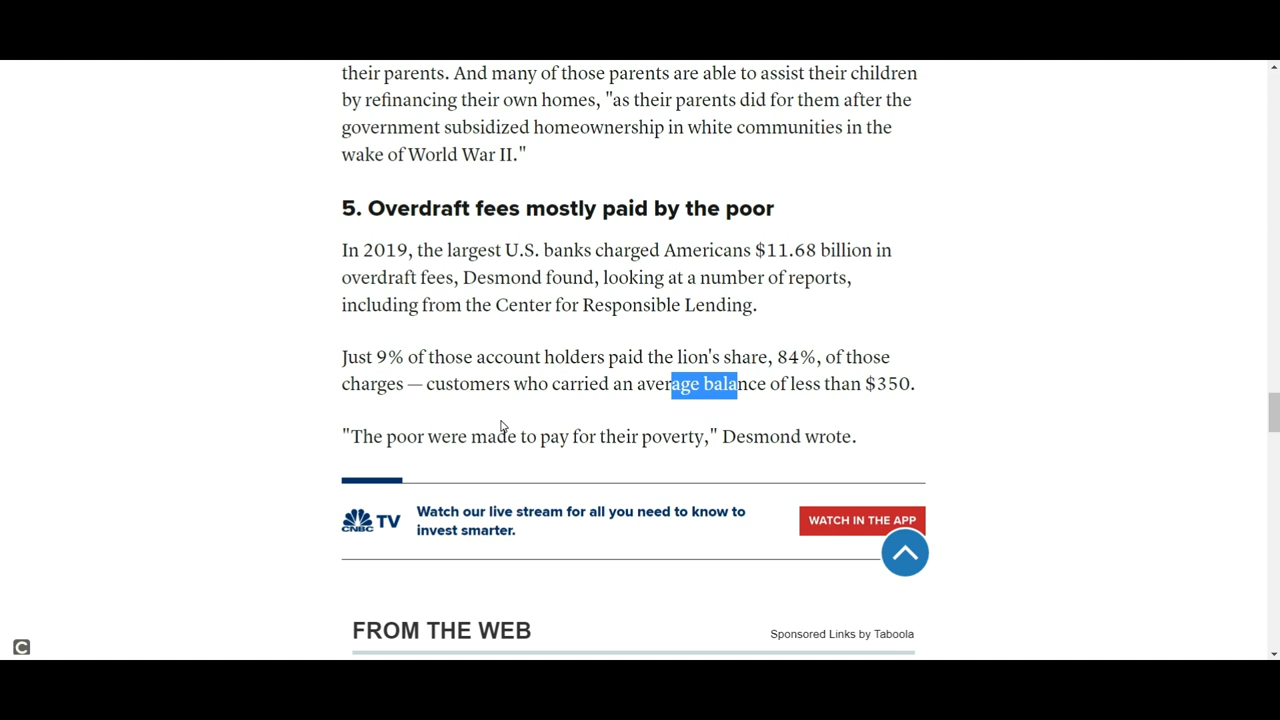 their parents. And many of those parents are able to assist their children
by refinancing their own homes, "as their parents did for them after the
government subsidized homeownership in white communities in the
wake of World War II."
5. Overdraft fees mostly paid by the poor
In 2019, the largest U.S. banks charged Americans $11.68 billion in
overdraft fees, Desmond found, looking at a number of reports,
including from the Center for Responsible Lending.
Just 9% of those account holders paid the lion's share, 84%, of those
charges — customers who carried an average balance of less than $350.
"The poor were made to pay for their poverty," Desmond wrote.
CNBC TV
Watch our live stream for all you need to know to
invest smarter.
WATCH IN THE APP
FROM THE WEB
Sponsored Links by Taboola
C